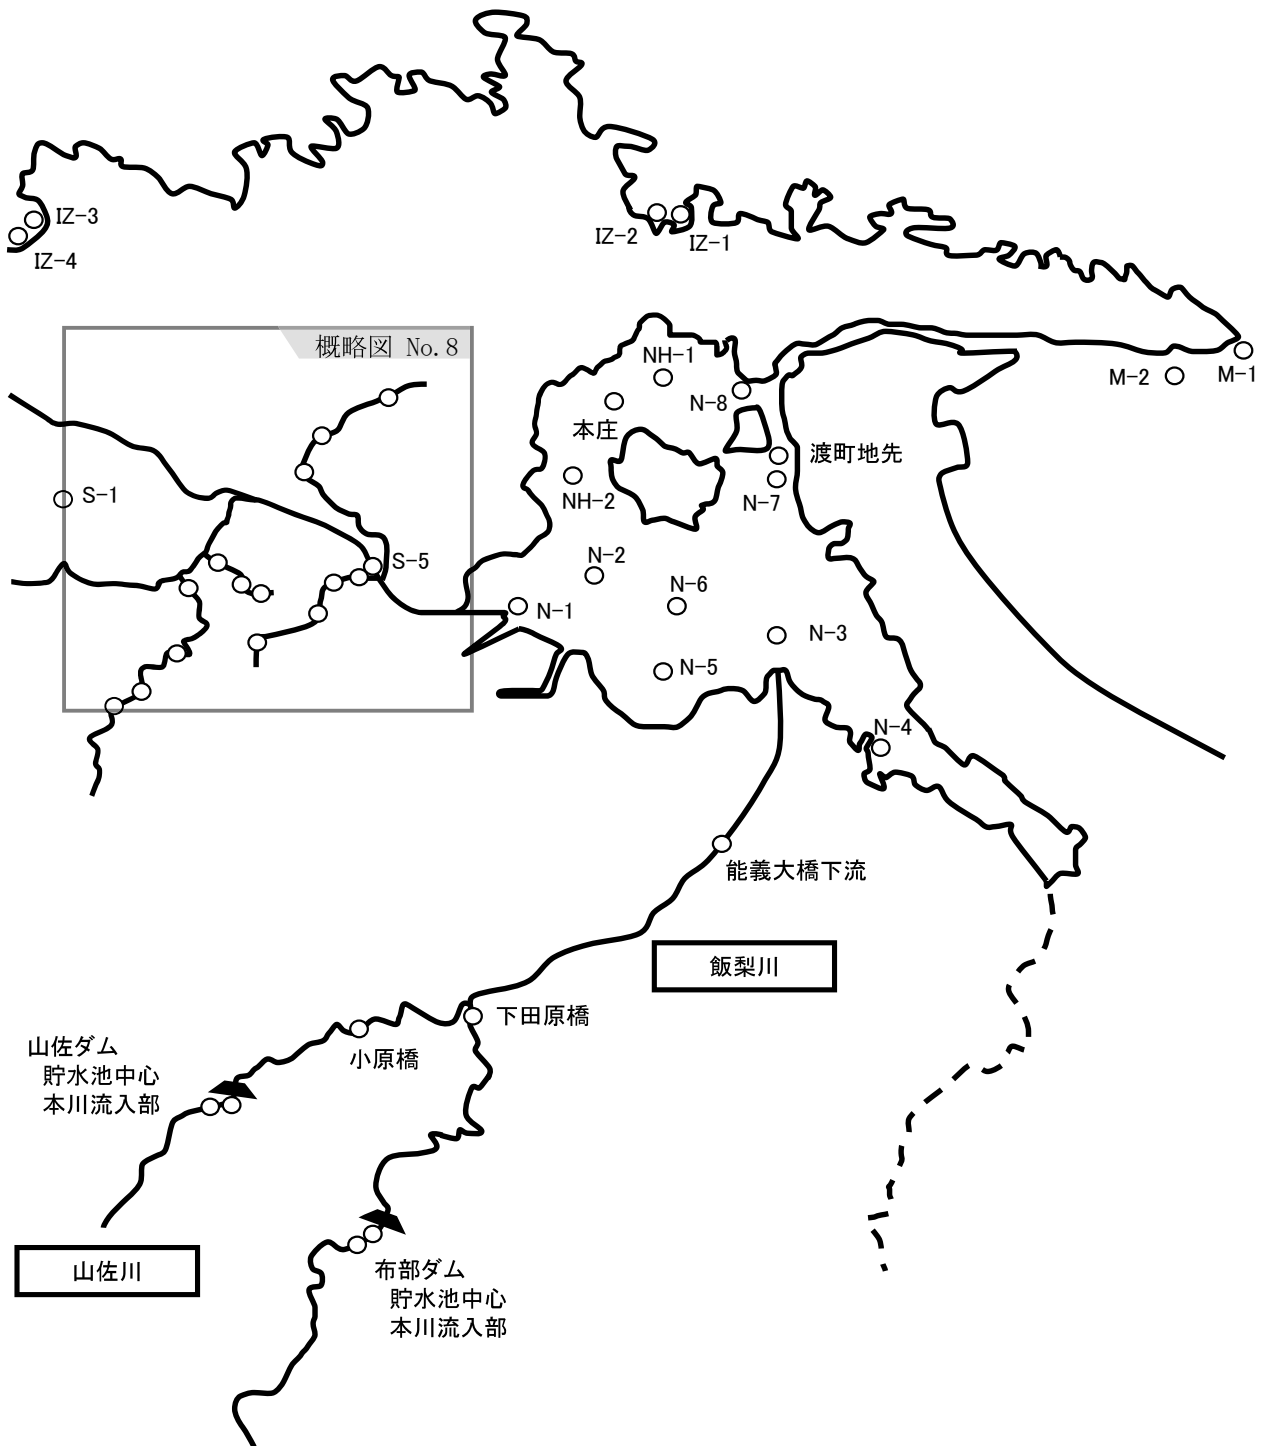 IZ-3
IZ-4
IZ-2
IZ-1
概略図 No.8
NH-1
M-2
M-1
N-8
本庄
渡町地先
S-1
NH-2
N-7
S-5
N-2
N-6
N-1
N-3
N-5
N-4
能義大橋下流
飯梨川
下田原橋
小原橋
山佐ダム
貯水池中心
本川流入部
山佐川
布部ダム
貯水池中心
本川流入部